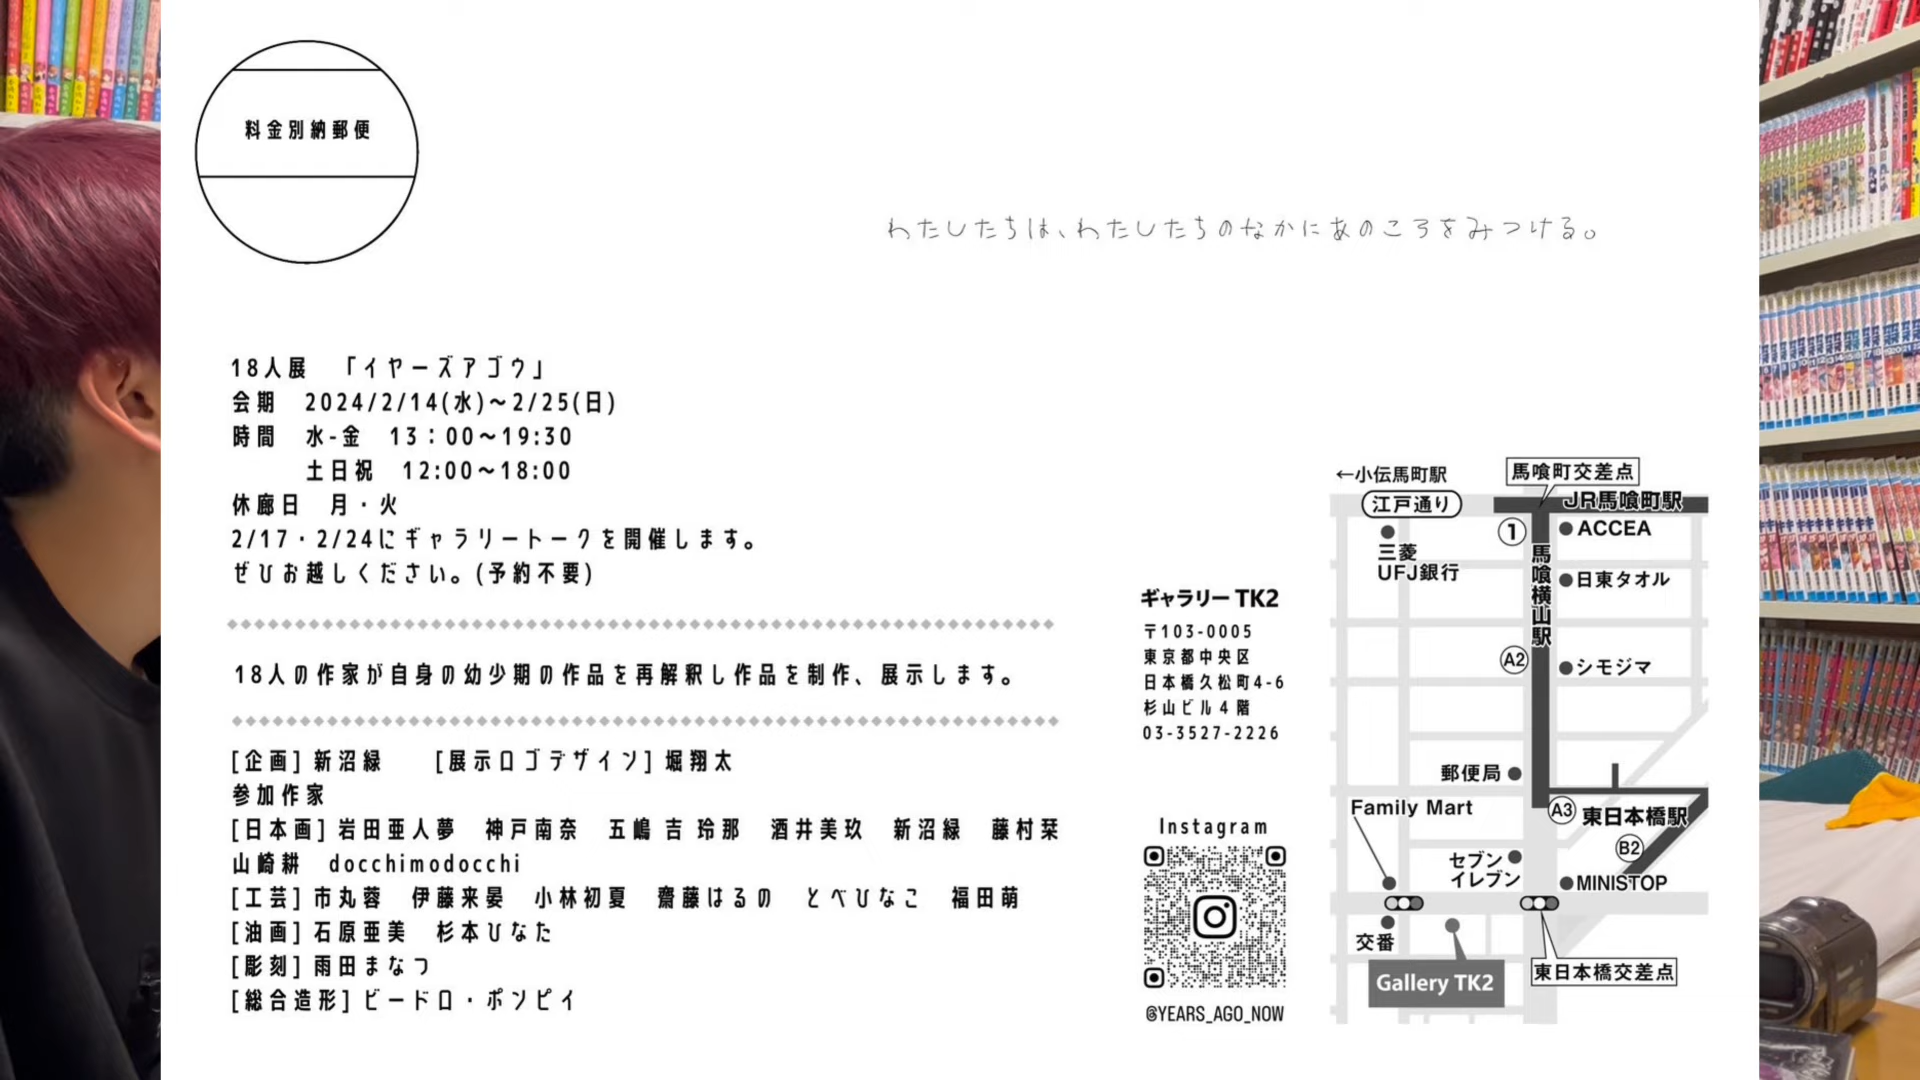 料金別納郵便
わたしたちは、わたしたちのなかにあのころをみつける。
18人展 「イヤーズアゴウ」
会期 2024/2/14(水)~2/25(日)
時間 水-金 13:00~19:30
土日祝 12:00~18:00
休廊日 月・火
2/17・2/24にギャラリートークを開催します。
ぜひお越しください。(予約不要)
18人の作家が自身の幼少期の作品を再解釈し作品を制作、展示します。
[企画] 新沼緑 [展示ロゴデザイン] 堀翔太
参加作家
[日本画] 岩田亜人夢 神戸南奈 五嶋 吉 玲那 酒井美玖 新沼緑 藤村栞
山崎耕 docchimodocchi
[工芸] 市丸蓉 伊藤来晏 小林初夏 齋藤はるの とべひなこ 福田萌
[油画] 石原亜美 杉本ひなた
[彫刻] 雨田まなつ
[総合造形] ビードロ・ポンピイ
ギャラリー TK2
〒103-0005
東京都中央区
日本橋久松町4-6
杉山ビル4階
03-3527-2226
Instagram
@YEARS_AGO_NOW
←小伝馬町駅
馬喰町交差点
江戸通り
JR馬喰町駅
1
ACCEA
三菱
UFJ銀行
馬喰横山駅
日東タオル
A2
シモジマ
郵便局
Family Mart
A3
東日本橋駅
B2
セブン
イレブン
MINISTOP
交番
東日本橋交差点
Gallery TK2